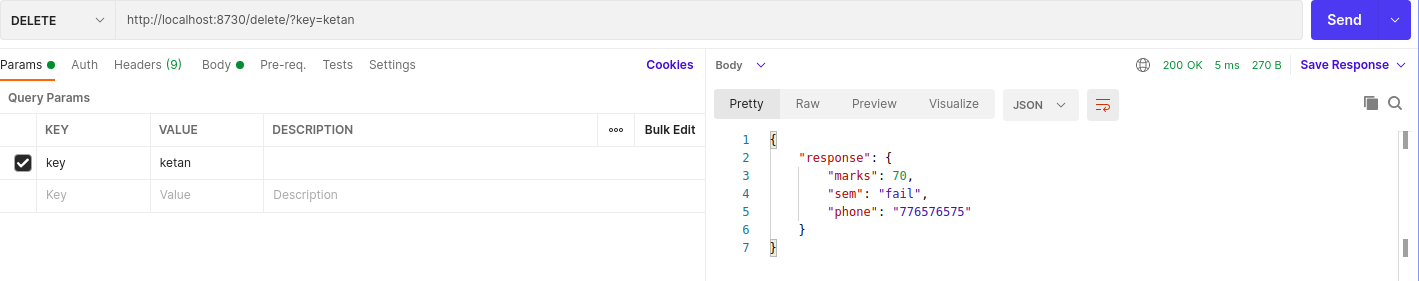 DELETE http://localhost:8730/delete/?key=ketan Send
Params Auth Headers (9) Body Pre-req. Tests Settings Cookies
Body 200 OK 5 ms 270 B Save Response
Query Params
KEY VALUE DESCRIPTION ooo Bulk Edit
key ketan
Key Value Description
Pretty Raw Preview Visualize JSON
1 {
2 "response": {
3 "marks": 70,
4 "sem": "fail",
5 "phone": "776576575"
6 }
7 }